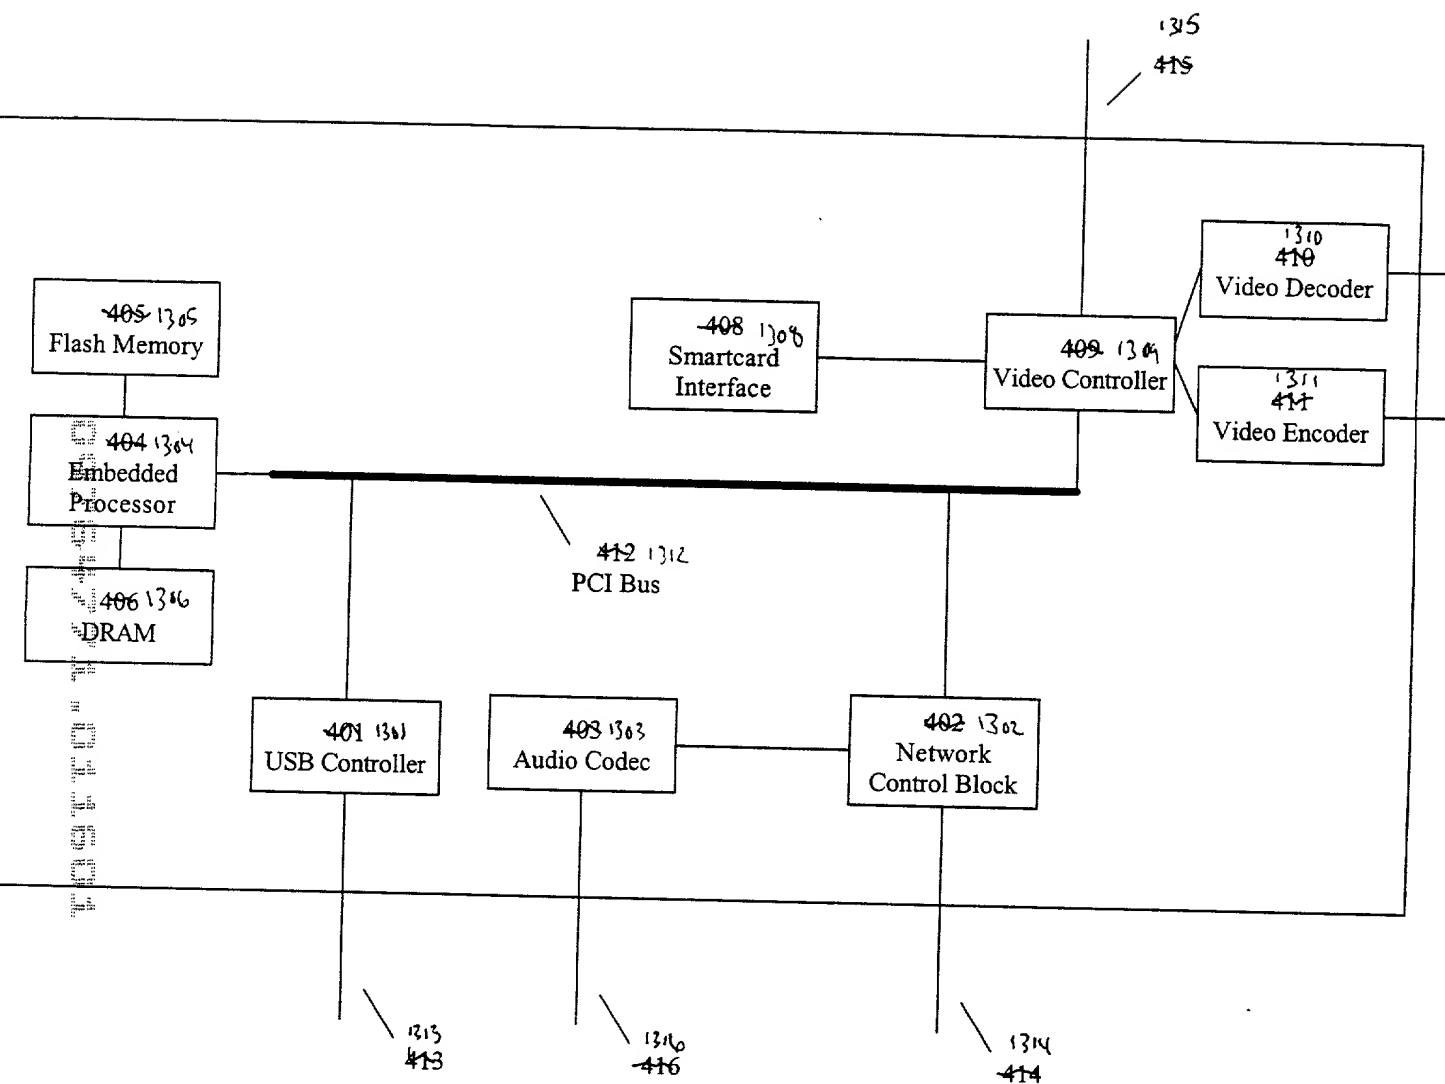 1315
415
1310
410
Video Decoder
405 1305
Flash Memory
408 1308
Smartcard
Interface
409 1309
Video Controller
1311
411
Video Encoder
404 1304
Embedded
Processor
412 1312
PCI Bus
406 1306
DRAM
401 1301
USB Controller
403 1303
Audio Codec
402 1302
Network
Control Block
1313
413
1316
416
1314
414